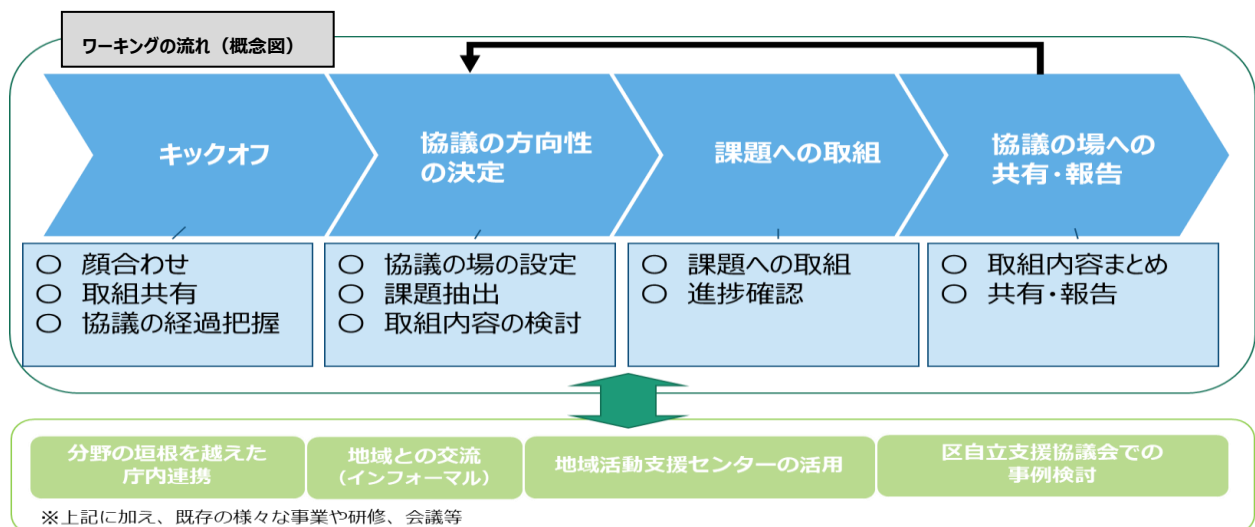 ワーキングの流れ（概念図）
キックオフ
協議の方向性
の決定
課題への取組
協議の場への
共有・報告
○ 顔合わせ
○ 取組共有
○ 協議の経過把握
○ 協議の場の設定
○ 課題抽出
○ 取組内容の検討
○ 課題への取組
○ 進捗確認
○ 取組内容まとめ
○ 共有・報告
分野の垣根を越えた
庁内連携
地域との交流
（インフォーマル）
地域活動支援センターの活用
区自立支援協議会での
事例検討
※上記に加え、既存の様々な事業や研修、会議等